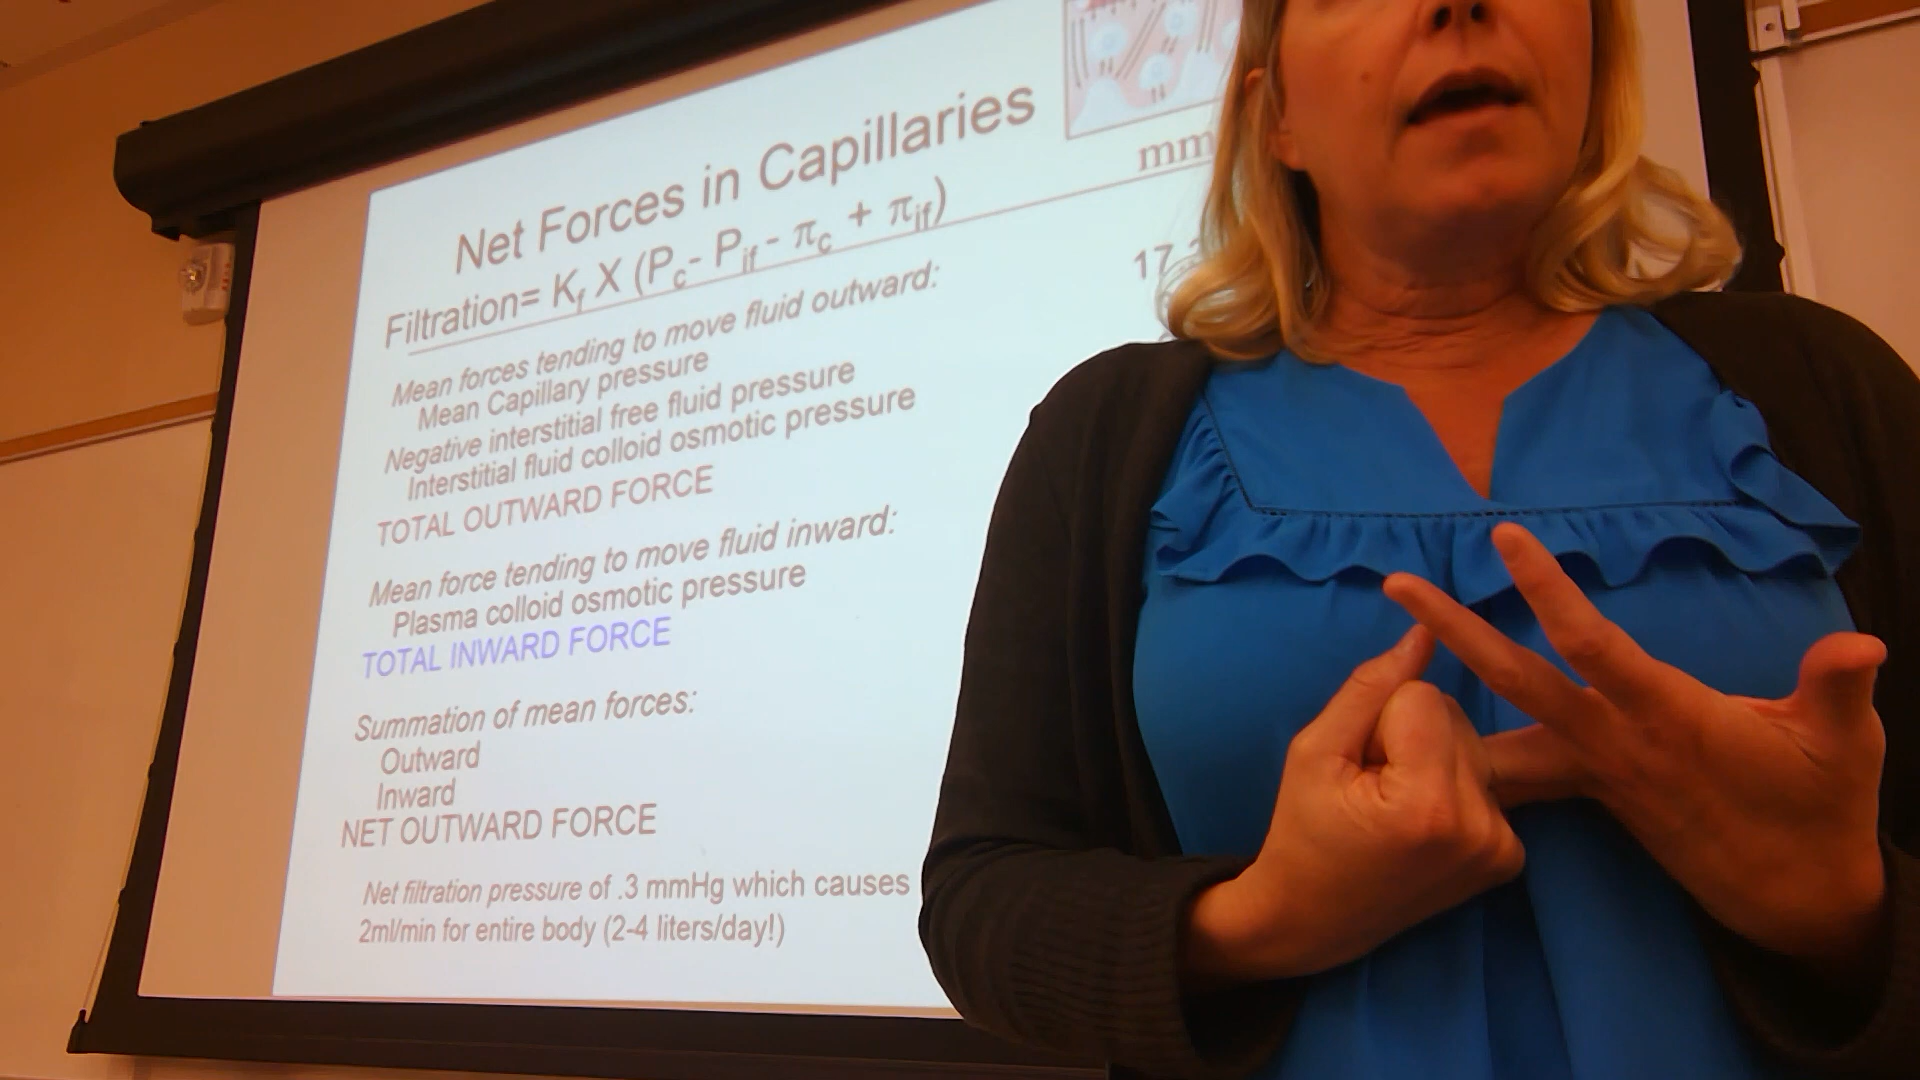 Net Forces in Capillaries
mm
Filtration= Kf X (Pc- Pif - πc + πif)
Mean forces tending to move fluid outward:
Mean Capillary pressure
17.
Negative interstitial free fluid pressure
Interstitial fluid colloid osmotic pressure
TOTAL OUTWARD FORCE
Mean force tending to move fluid inward:
Plasma colloid osmotic pressure
TOTAL INWARD FORCE
Summation of mean forces:
Outward
Inward
NET OUTWARD FORCE
Net filtration pressure of .3 mmHg which causes
2ml/min for entire body (2-4 liters/day!)